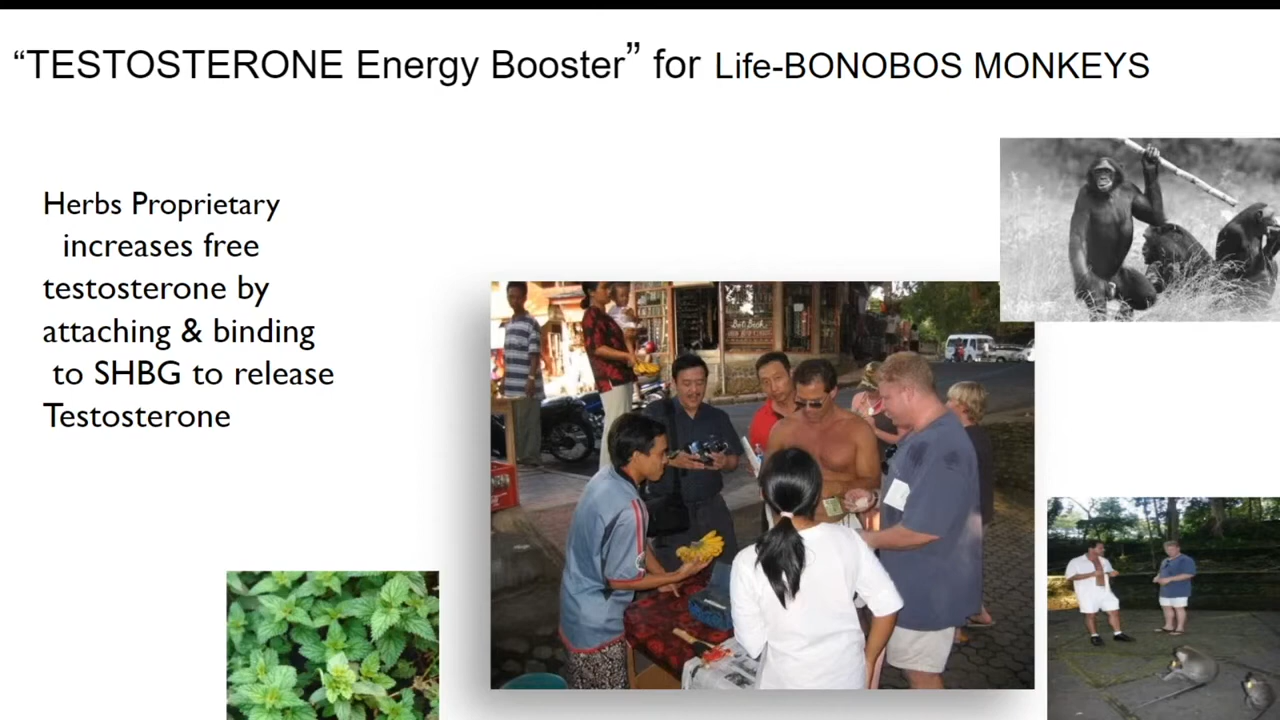 “TESTOSTERONE Energy Booster” for Life-BONOBOS MONKEYS
Herbs Proprietary
increases free
testosterone by
attaching & binding
to SHBG to release
Testosterone